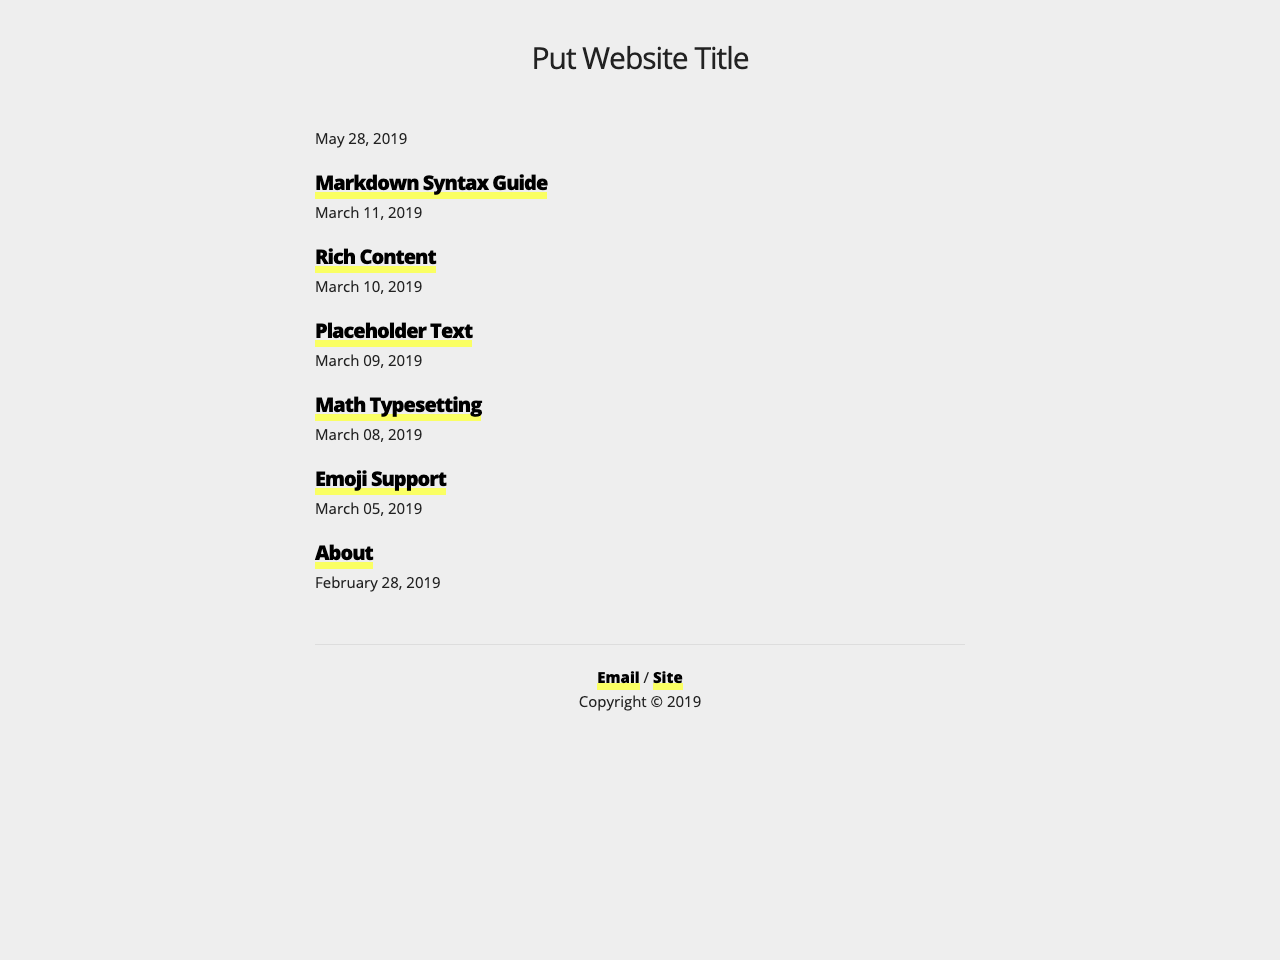 Put Website Title
May 28, 2019
Markdown Syntax Guide
March 11, 2019
Rich Content
March 10, 2019
Placeholder Text
March 09, 2019
Math Typesetting
March 08, 2019
Emoji Support
March 05, 2019
About
February 28, 2019
Email / Site
Copyright © 2019